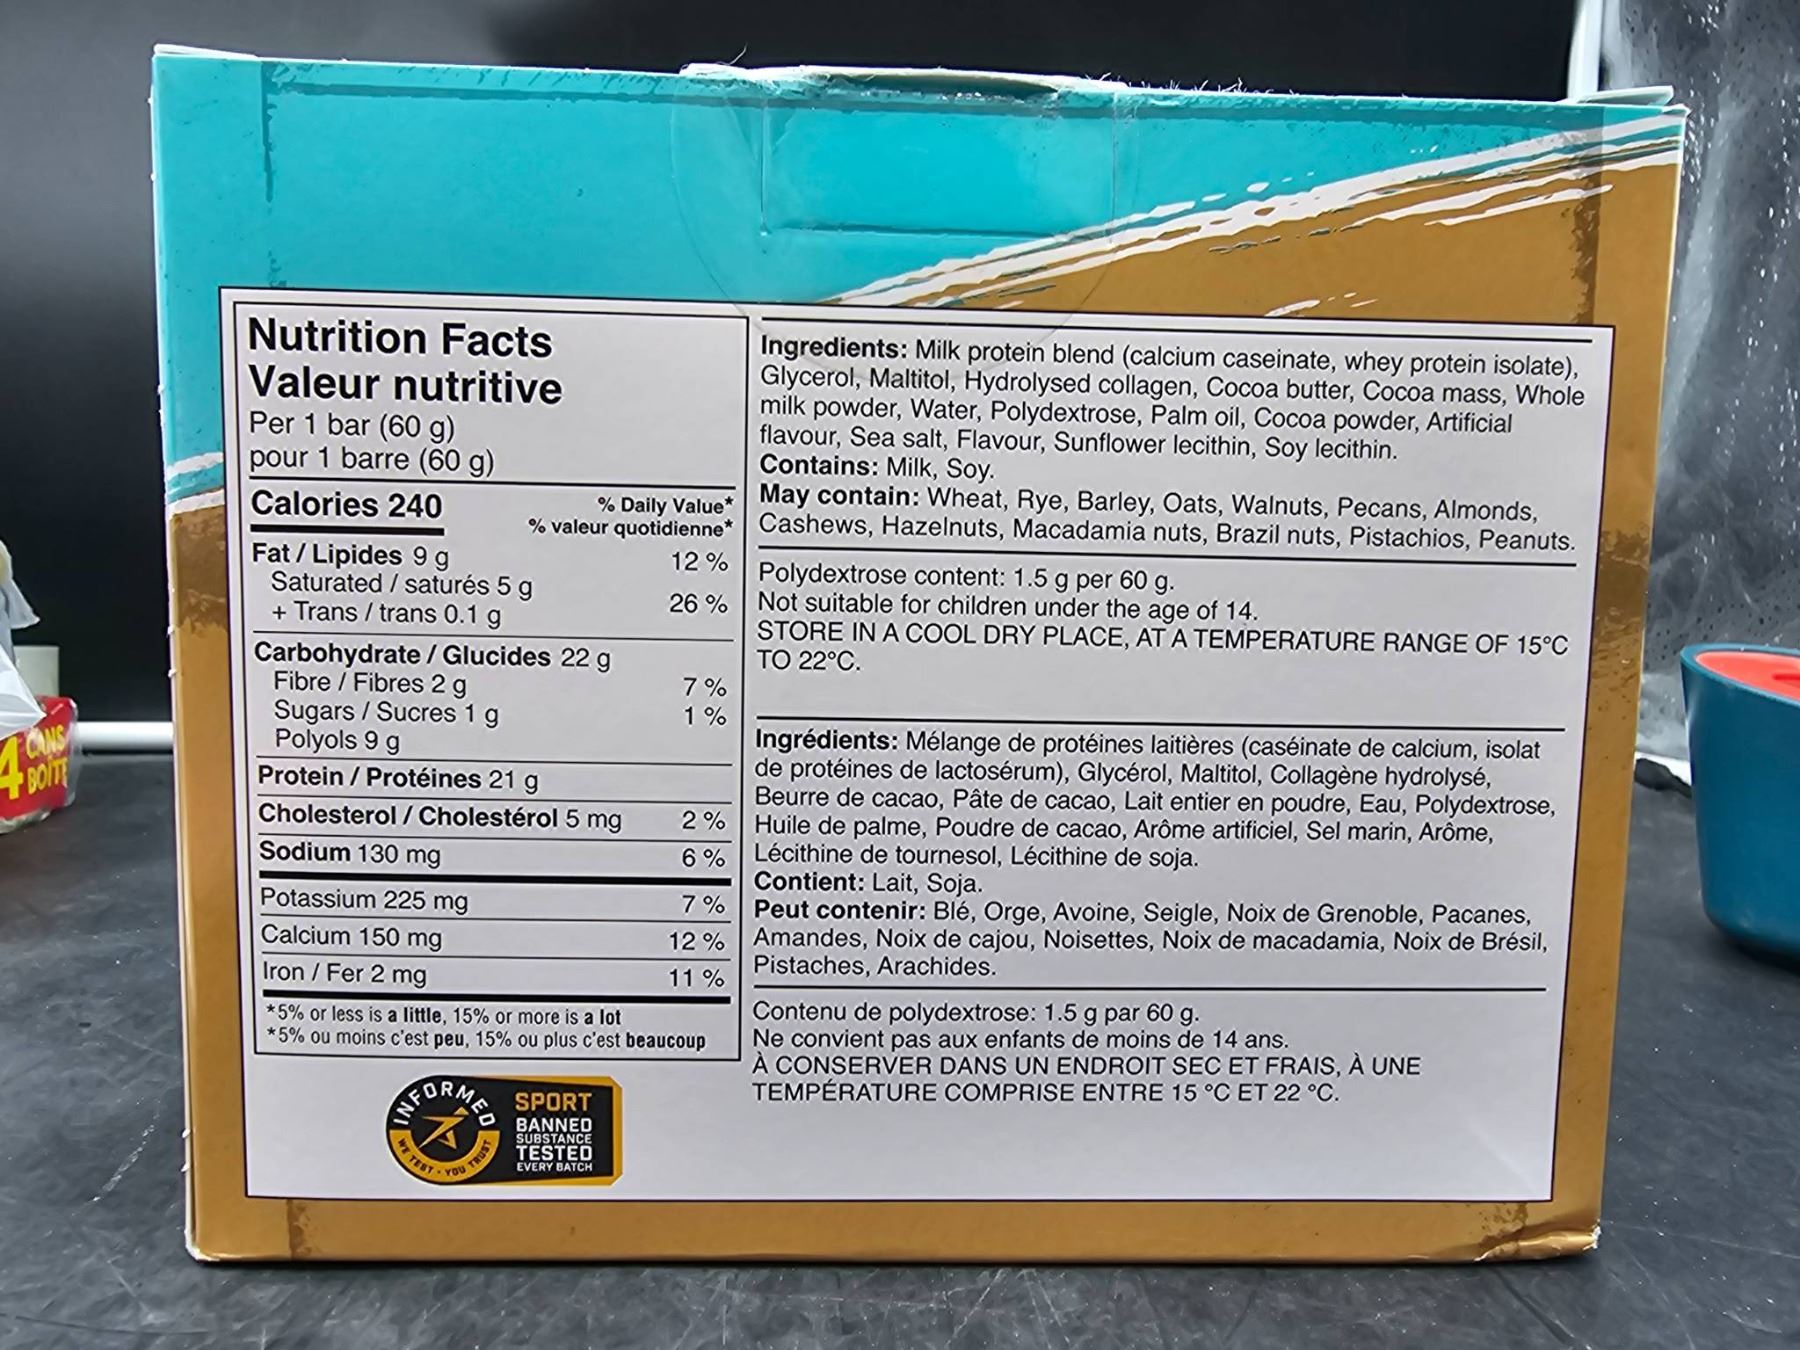 Nutrition Facts
Valeur nutritive
Per 1 bar (60 g)
pour 1 barre (60 g)
Calories 240
% Daily Value*
% valeur quotidienne*
Fat / Lipides 9 g 12 %
Saturated / saturés 5 g
+ Trans / trans 0.1 g 26 %
Carbohydrate / Glucides 22 g
Fibre / Fibres 2 g 7 %
Sugars / Sucres 1 g 1 %
Polyols 9 g
Protein / Protéines 21 g
Cholesterol / Cholestérol 5 mg 2 %
Sodium 130 mg 6 %
Potassium 225 mg 7 %
Calcium 150 mg 12 %
Iron / Fer 2 mg 11 %
*5% or less is a little, 15% or more is a lot
*5% ou moins c'est peu, 15% ou plus c'est beaucoup
INFORMED
WE TEST • YOU TRUST
SPORT
BANNED
SUBSTANCE
TESTED
EVERY BATCH
Ingredients: Milk protein blend (calcium caseinate, whey protein isolate),
Glycerol, Maltitol, Hydrolysed collagen, Cocoa butter, Cocoa mass, Whole
milk powder, Water, Polydextrose, Palm oil, Cocoa powder, Artificial
flavour, Sea salt, Flavour, Sunflower lecithin, Soy lecithin.
Contains: Milk, Soy.
May contain: Wheat, Rye, Barley, Oats, Walnuts, Pecans, Almonds,
Cashews, Hazelnuts, Macadamia nuts, Brazil nuts, Pistachios, Peanuts.
Polydextrose content: 1.5 g per 60 g.
Not suitable for children under the age of 14.
STORE IN A COOL DRY PLACE, AT A TEMPERATURE RANGE OF 15°C
TO 22°C.
Ingrédients: Mélange de protéines laitières (caséinate de calcium, isolat
de protéines de lactosérum), Glycérol, Maltitol, Collagène hydrolysé,
Beurre de cacao, Pâte de cacao, Lait entier en poudre, Eau, Polydextrose,
Huile de palme, Poudre de cacao, Arôme artificiel, Sel marin, Arôme,
Lécithine de tournesol, Lécithine de soja.
Contient: Lait, Soja.
Peut contenir: Blé, Orge, Avoine, Seigle, Noix de Grenoble, Pacanes,
Amandes, Noix de cajou, Noisettes, Noix de macadamia, Noix de Brésil,
Pistaches, Arachides.
Contenu de polydextrose: 1.5 g par 60 g.
Ne convient pas aux enfants de moins de 14 ans.
À CONSERVER DANS UN ENDROIT SEC ET FRAIS, À UNE
TEMPÉRATURE COMPRISE ENTRE 15 °C ET 22 °C.
4 CANS